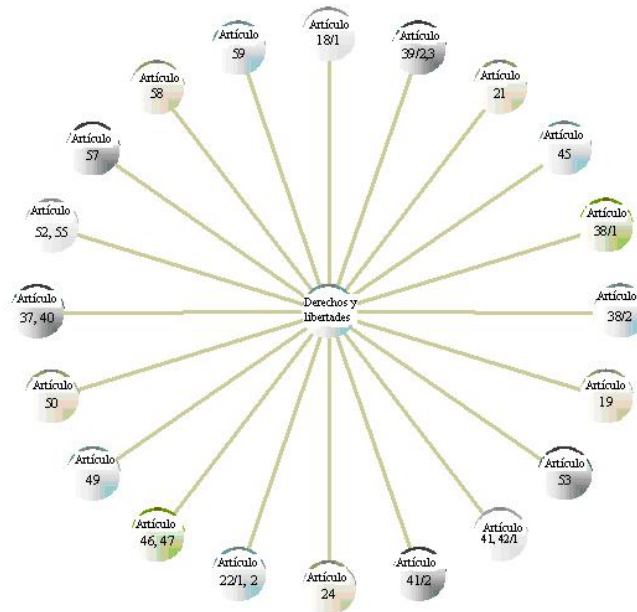 Artículo
18/1
Artículo
39/2,3
Artículo
21
Artículo
45
Artículo
38/1
Artículo
38/2
Artículo
19
Artículo
53
Artículo
41, 42/1
Artículo
41/2
Artículo
24
Artículo
22/1, 2
Artículo
46, 47
Artículo
49
Artículo
50
Artículo
37, 40
Artículo
52, 55
Artículo
57
Artículo
58
Artículo
59
Derechos y
libertades